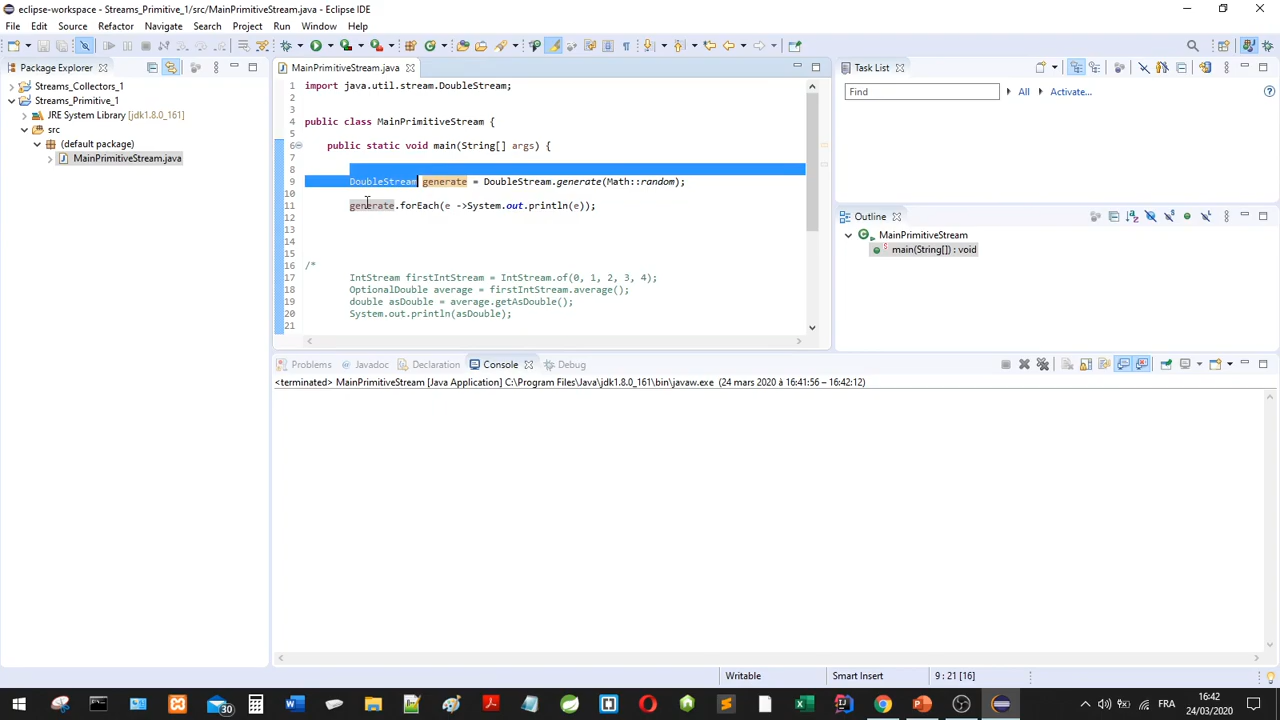 eclipse-workspace - Streams_Primitive_1/src/MainPrimitiveStream.java - Eclipse IDE
File Edit Source Refactor Navigate Search Project Run Window Help
Package Explorer
Streams_Collectors_1
Streams_Primitive_1
JRE System Library [jdk1.8.0_161]
src
(default package)
MainPrimitiveStream.java
MainPrimitiveStream.java
1 import java.util.stream.DoubleStream;
2
3
4 public class MainPrimitiveStream {
5
6 public static void main(String[] args) {
7
8
9 DoubleStream generate = DoubleStream.generate(Math::random);
10
11 generate.forEach(e ->System.out.println(e));
12
13
14
15
16 /*
17 IntStream firstIntStream = IntStream.of(0, 1, 2, 3, 4);
18 OptionalDouble average = firstIntStream.average();
19 double asDouble = average.getAsDouble();
20 System.out.println(asDouble);
21
Task List
Find All Activate...
Outline
MainPrimitiveStream
main(String[]) : void
Problems Javadoc Declaration Console Debug
<terminated> MainPrimitiveStream [Java Application] C:\Program Files\Java\jdk1.8.0_161\bin\javaw.exe (24 mars 2020 à 16:41:56 – 16:42:12)
Writable Smart Insert 9 : 21 [16]
30
FRA
16:42
24/03/2020